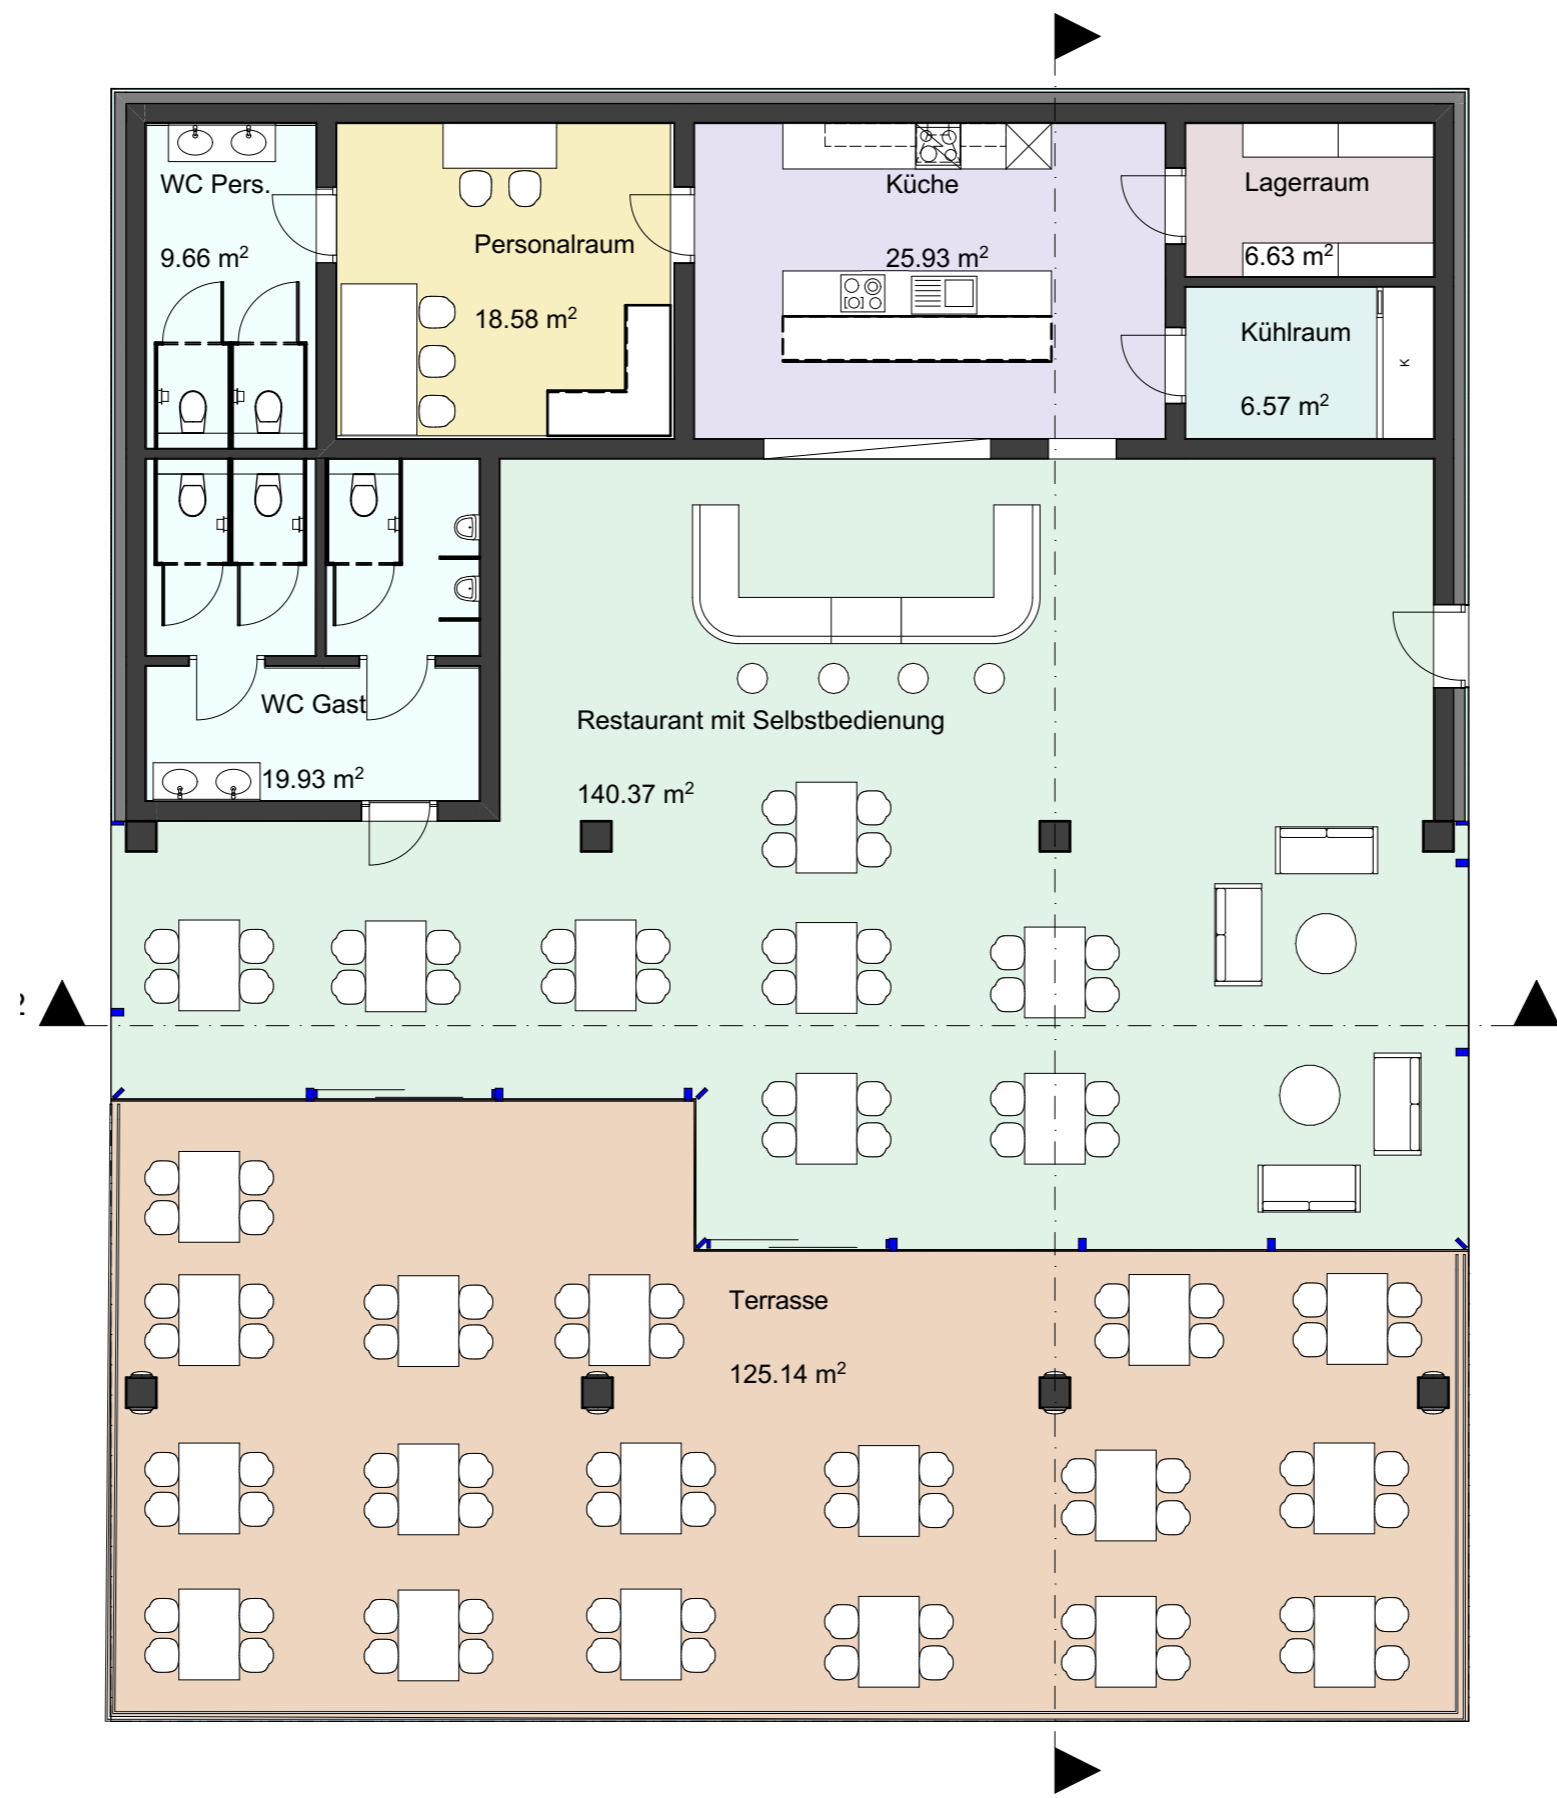 WC Pers.
9.66 m²
Personalraum
18.58 m²
Küche
25.93 m²
Lagerraum
6.63 m²
Kühlraum
6.57 m²
K
WC Gast
19.93 m²
Restaurant mit Selbstbedienung
140.37 m²
Terrasse
125.14 m²